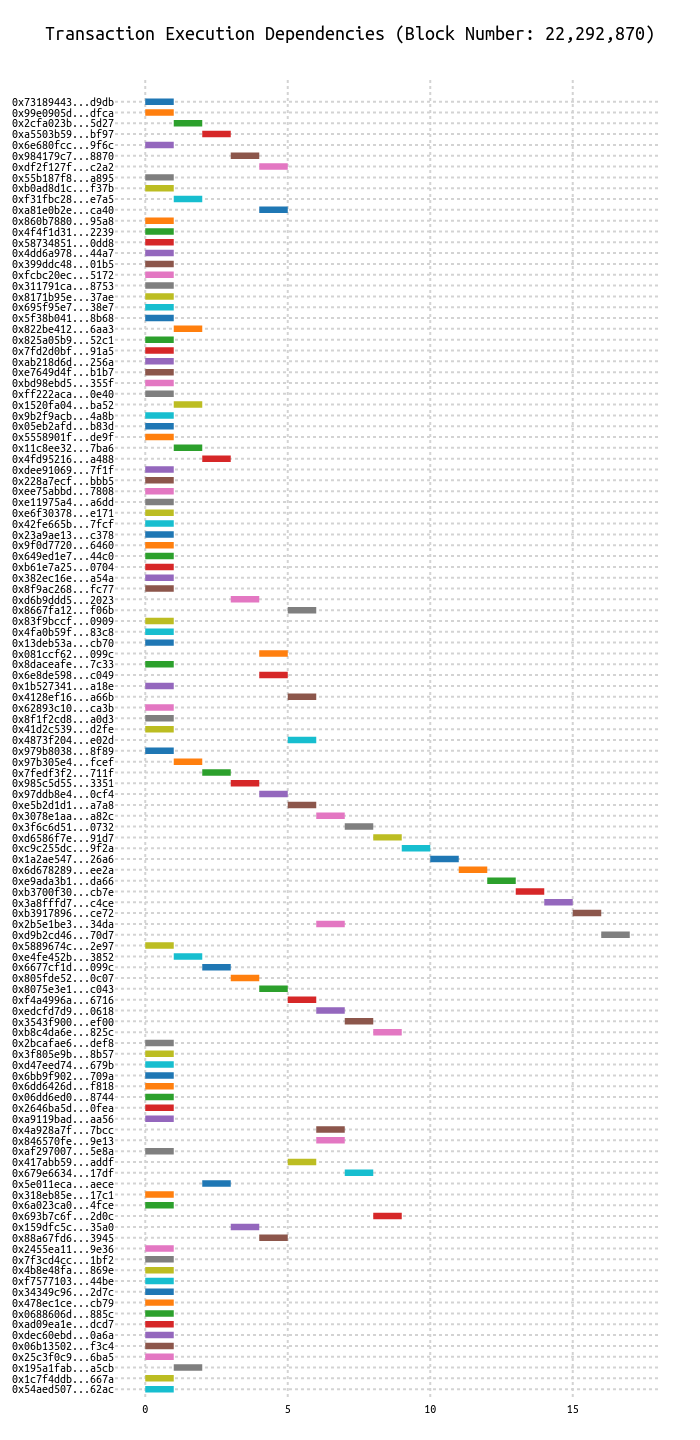 Transaction Execution Dependencies (Block Number: 22,292,870)
0x73189443...d9db
0x99e0905d...dfca
0x2cfa023b...5d27
0xa5503b59...bf97
0x6e680fcc...9f6c
0x984179c7...8870
0xdf2f127f...c2a2
0x55b187f8...a895
0xb0ad8d1c...f37b
0xf31fbc28...e7a5
0xa81e0b2e...ca40
0x860b7880...95a8
0x4f4f1d31...2239
0x58734851...0dd8
0x4dd6a978...44a7
0x399ddc48...01b5
0xfcbc20ec...5172
0x311791ca...8753
0x8171b95e...37ae
0x695f95e7...38e7
0x5f38b041...8b68
0x822be412...6aa3
0x825a05b9...52c1
0x7fd2d0bf...91a5
0xab218d6d...256a
0xe7649d4f...b1b7
0xbd98ebd5...355f
0xff222aca...0e40
0x1520fa04...ba52
0x9b2f9acb...4a8b
0x05eb2afd...b83d
0x5558901f...de9f
0x11c8ee32...7ba6
0x4fd95216...a488
0xdee91069...7f1f
0x228a7ecf...bbb5
0xee75abbd...7808
0xe11975a4...a6dd
0xe6f30378...e171
0x42fe665b...7fcf
0x23a9ae13...c378
0x9f0d7720...6460
0x649ed1e7...44c0
0xb61e7a25...0704
0x382ec16e...a54a
0x8f9ac268...fc77
0xd6b9ddd5...2023
0x8667fa12...f06b
0x83f9bccf...0909
0x4fa0b59f...83c8
0x13deb53a...cb70
0x081ccf62...099c
0x8daceafe...7c33
0x6e8de598...c049
0x1b527341...a18e
0x4128ef16...a66b
0x62893c10...ca3b
0x8f1f2cd8...a0d3
0x41d2c539...d2fe
0x4873f204...e02d
0x979b8038...8f89
0x97b305e4...fcef
0x7fedf3f2...711f
0x985c5d55...3351
0x97ddb8e4...0cf4
0xe5b2d1d1...a7a8
0x3078e1aa...a82c
0x3f6c6d51...0732
0xd6586f7e...91d7
0xc9c255dc...9f2a
0x1a2ae547...26a6
0x6d678289...ee2a
0xe9ada3b1...da66
0xb3700f30...cb7e
0x3a8fffd7...c4ce
0xb3917896...ce72
0x2b5e1be3...34da
0xd9b2cd46...70d7
0x5889674c...2e97
0xe4fe452b...3852
0x6677cf1d...099c
0x805fde52...0c07
0x8075e3e1...c043
0xf4a4996a...6716
0xedcfd7d9...0618
0x3543f900...ef00
0xb8c4da6e...825c
0x2bcafae6...def8
0x3f805e9b...8b57
0xd47eed74...679b
0x6bb9f902...709a
0x6dd6426d...f818
0x06dd6ed0...8744
0x2646ba5d...0fea
0xa9119bad...aa56
0x4a928a7f...7bcc
0x846570fe...9e13
0xaf297007...5e8a
0x417abb59...addf
0x679e6634...17df
0x5e011eca...aece
0x318eb85e...17c1
0x6a023ca0...4fce
0x693b7c6f...2d0c
0x159dfc5c...35a0
0x88a67fd6...3945
0x2455ea11...9e36
0x7f3cd4cc...1bf2
0x4b8e48fa...869e
0xf7577103...44be
0x34349c96...2d7c
0x478ec1ce...cb79
0x0688606d...885c
0xad09ea1e...dcd7
0xdec60ebd...0a6a
0x06b13502...f3c4
0x25c3f0c9...6ba5
0x195a1fab...a5cb
0x1c7f4ddb...667a
0x54aed507...62ac
0 5 10 15